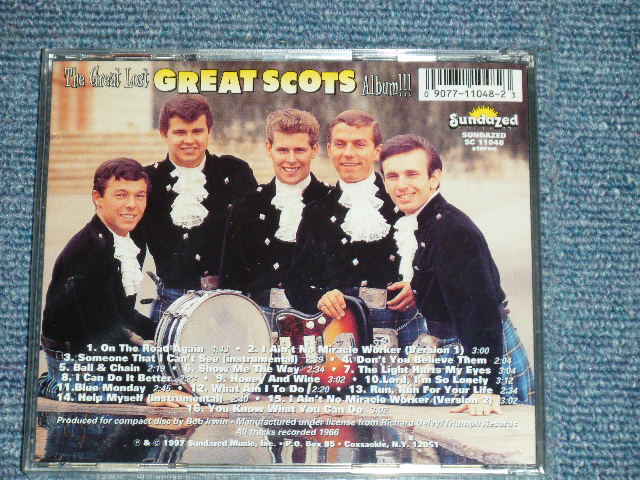 The Great Lost GREAT SCOTS Album!!!
0 9077-11048-2 3
Sundazed
SUNDAZED
SC 11048
stereo
1. On The Road Again 1:43 • 2. I Ain't No Miracle Worker (Version 1) 3:00
3. Someone That I Can't See (instrumental) 2:39 • 4. Don't You Believe Them 2:04
5. Ball & Chain 2:19 • 6. Show Me The Way 2:34 • 7. The Light Hurts My Eyes 2:04
8. I Can Do It Better 2:23 • 9. Honey And Wine 3:02 • 10. Lord, I'm So Lonely 3:12
11. Blue Monday 2:45 • 12. What Am I To Do 2:20 • 13. Run, Run For Your Life 2:34
14. Help Myself (instrumental) 2:40 • 15. I Ain't No Miracle Worker (Version 2) 3:02
16. You Know What You Can Do 3:02
Produced for compact disc by Bob Irwin • Manufactured under license from Richard Delvy/Triumph Records
All tracks recorded 1966
℗ & © 1997 Sundazed Music, Inc. • P.O. Box 85 • Coxsackie, N.Y. 12051